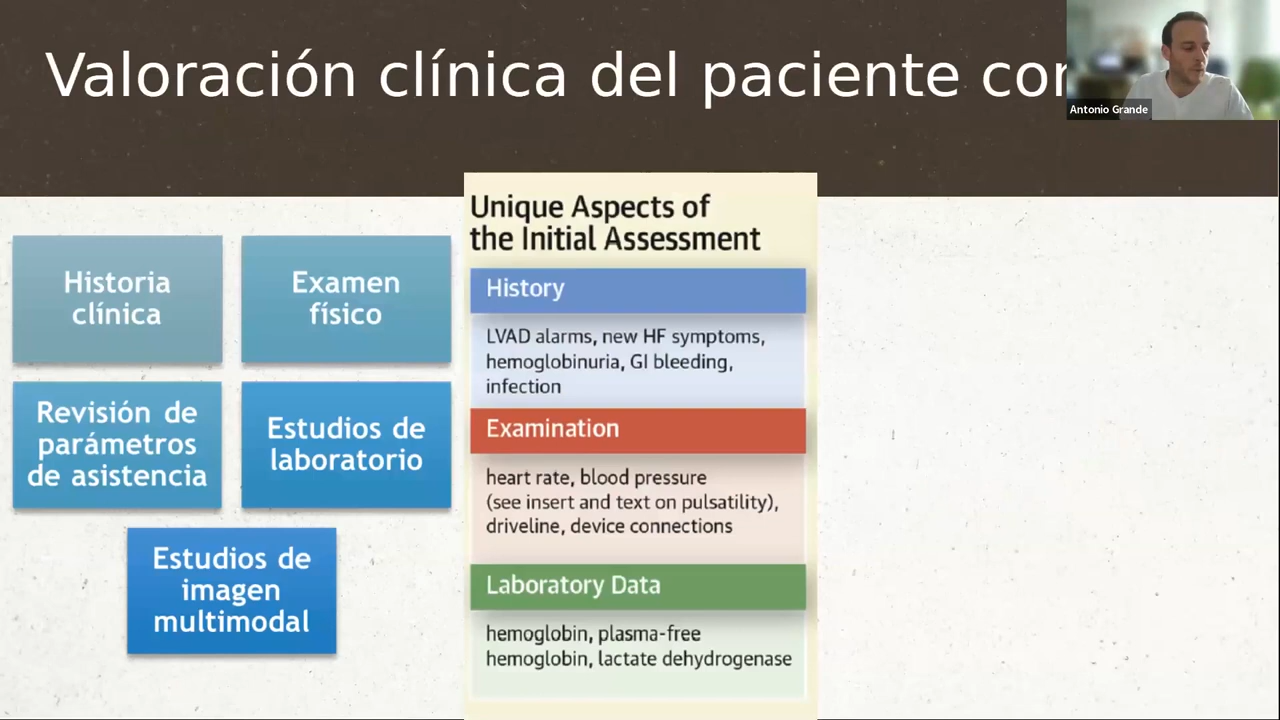 Valoración clínica del paciente con
Antonio Grande
Historia
clínica
Examen
físico
Revisión de
parámetros
de asistencia
Estudios de
laboratorio
Estudios de
imagen
multimodal
Unique Aspects of
the Initial Assessment
History
LVAD alarms, new HF symptoms,
hemoglobinuria, GI bleeding,
infection
Examination
heart rate, blood pressure
(see insert and text on pulsatility),
driveline, device connections
Laboratory Data
hemoglobin, plasma-free
hemoglobin, lactate dehydrogenase